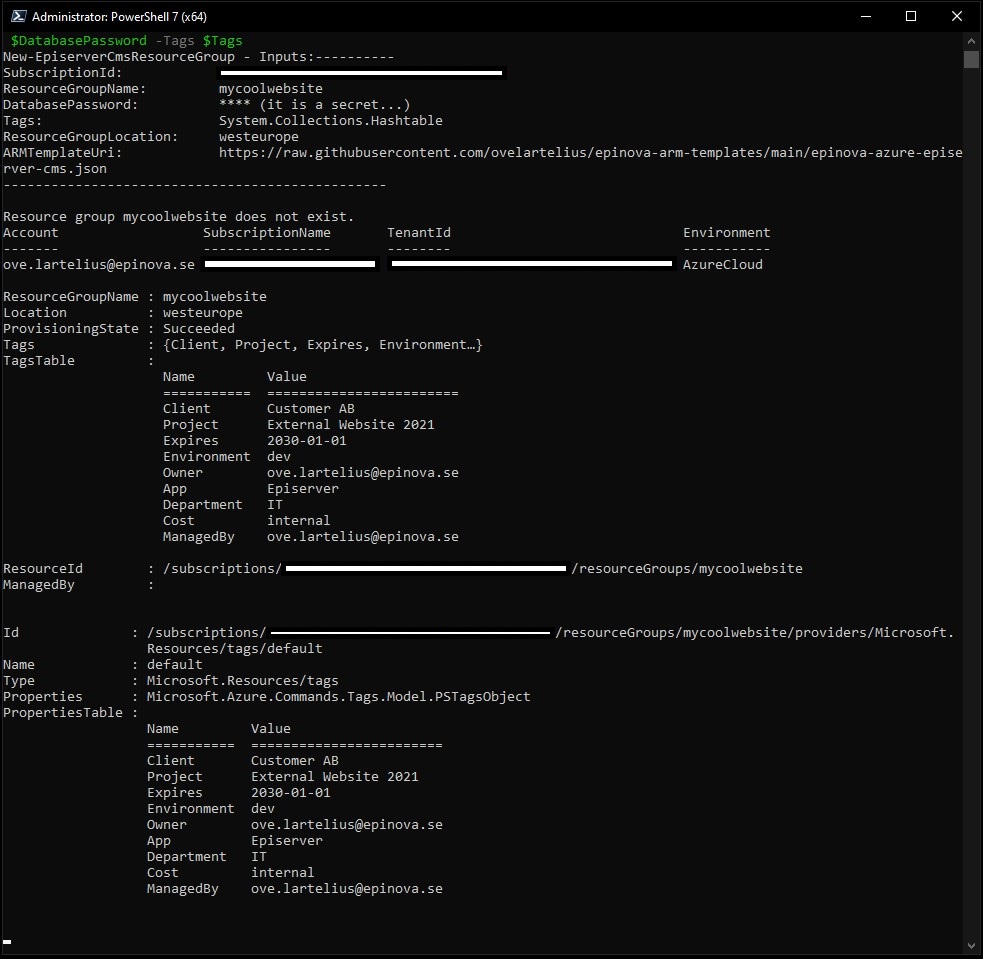 Administrator: PowerShell 7 (x64)
$DatabasePassword -Tags $Tags
New-EpiserverCmsResourceGroup - Inputs:----------
SubscriptionId:
ResourceGroupName:         mycoolwebsite
DatabasePassword:          **** (it is a secret...)
Tags:                      System.Collections.Hashtable
ResourceGroupLocation:     westeurope
ARMTemplateUri:            https://raw.githubusercontent.com/ovelartelius/epinova-arm-templates/main/epinova-azure-epise
rver-cms.json
------------------------------------------------
Resource group mycoolwebsite does not exist.
Account                  SubscriptionName       TenantId                             Environment
-------                  ----------------       --------                             -----------
ove.lartelius@epinova.se                                                             AzureCloud
ResourceGroupName : mycoolwebsite
Location          : westeurope
ProvisioningState : Succeeded
Tags              : {Client, Project, Expires, Environment…}
TagsTable         :
                    Name         Value
                    ===========  ========================
                    Client       Customer AB
                    Project      External Website 2021
                    Expires      2030-01-01
                    Environment  dev
                    Owner        ove.lartelius@epinova.se
                    App          Episerver
                    Department   IT
                    Cost         internal
                    ManagedBy    ove.lartelius@epinova.se
ResourceId        : /subscriptions/                                    /resourceGroups/mycoolwebsite
ManagedBy         :
Id              : /subscriptions/                                    /resourceGroups/mycoolwebsite/providers/Microsoft.
                  Resources/tags/default
Name            : default
Type            : Microsoft.Resources/tags
Properties      : Microsoft.Azure.Commands.Tags.Model.PSTagsObject
PropertiesTable :
                  Name         Value
                  ===========  ========================
                  Client       Customer AB
                  Project      External Website 2021
                  Expires      2030-01-01
                  Environment  dev
                  Owner        ove.lartelius@epinova.se
                  App          Episerver
                  Department   IT
                  Cost         internal
                  ManagedBy    ove.lartelius@epinova.se